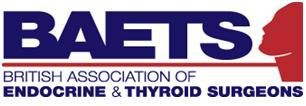 BAETS
BRITISH ASSOCIATION OF
ENDOCRINE & THYROID SURGEONS